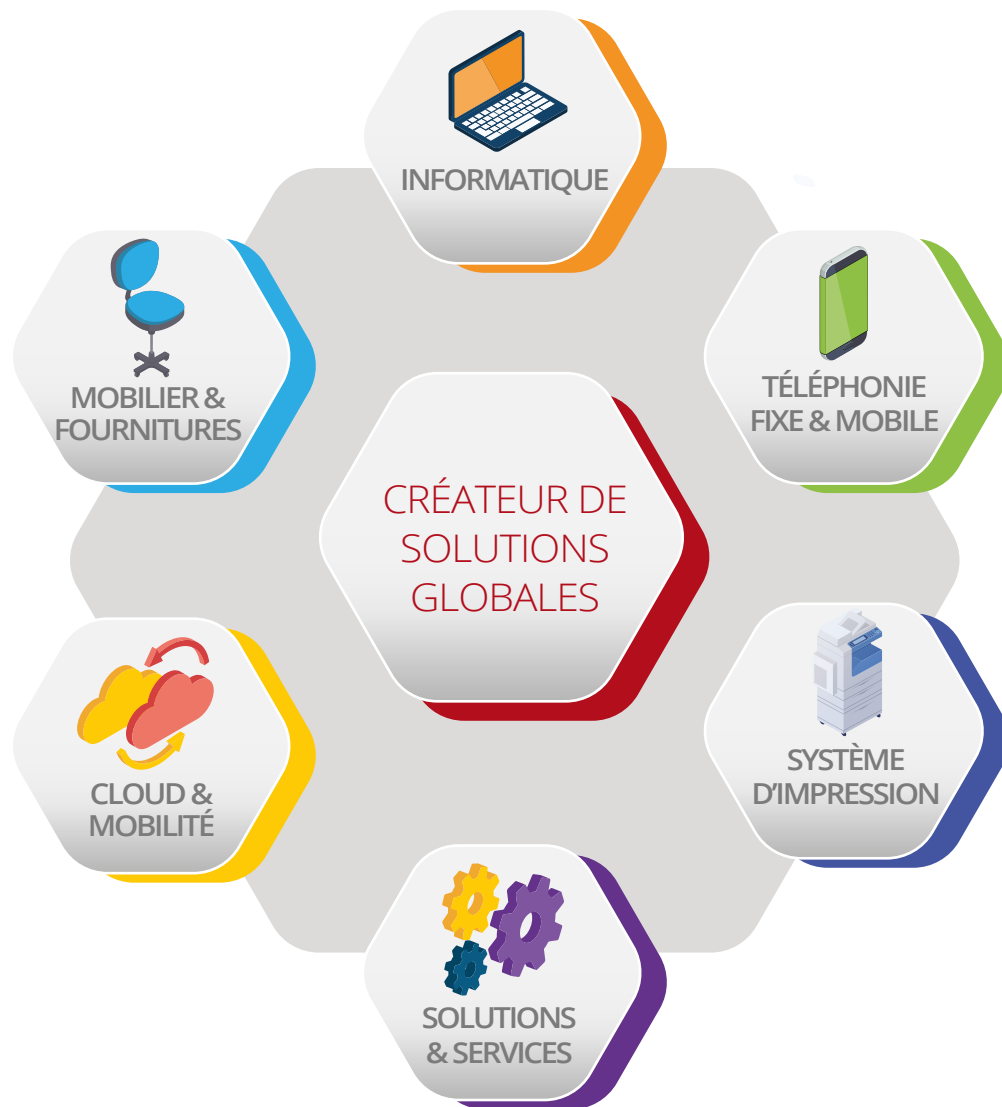 INFORMATIQUE
MOBILIER &
FOURNITURES
TÉLÉPHONIE
FIXE & MOBILE
CRÉATEUR DE
SOLUTIONS
GLOBALES
CLOUD &
MOBILITÉ
SYSTÈME
D'IMPRESSION
SOLUTIONS
& SERVICES